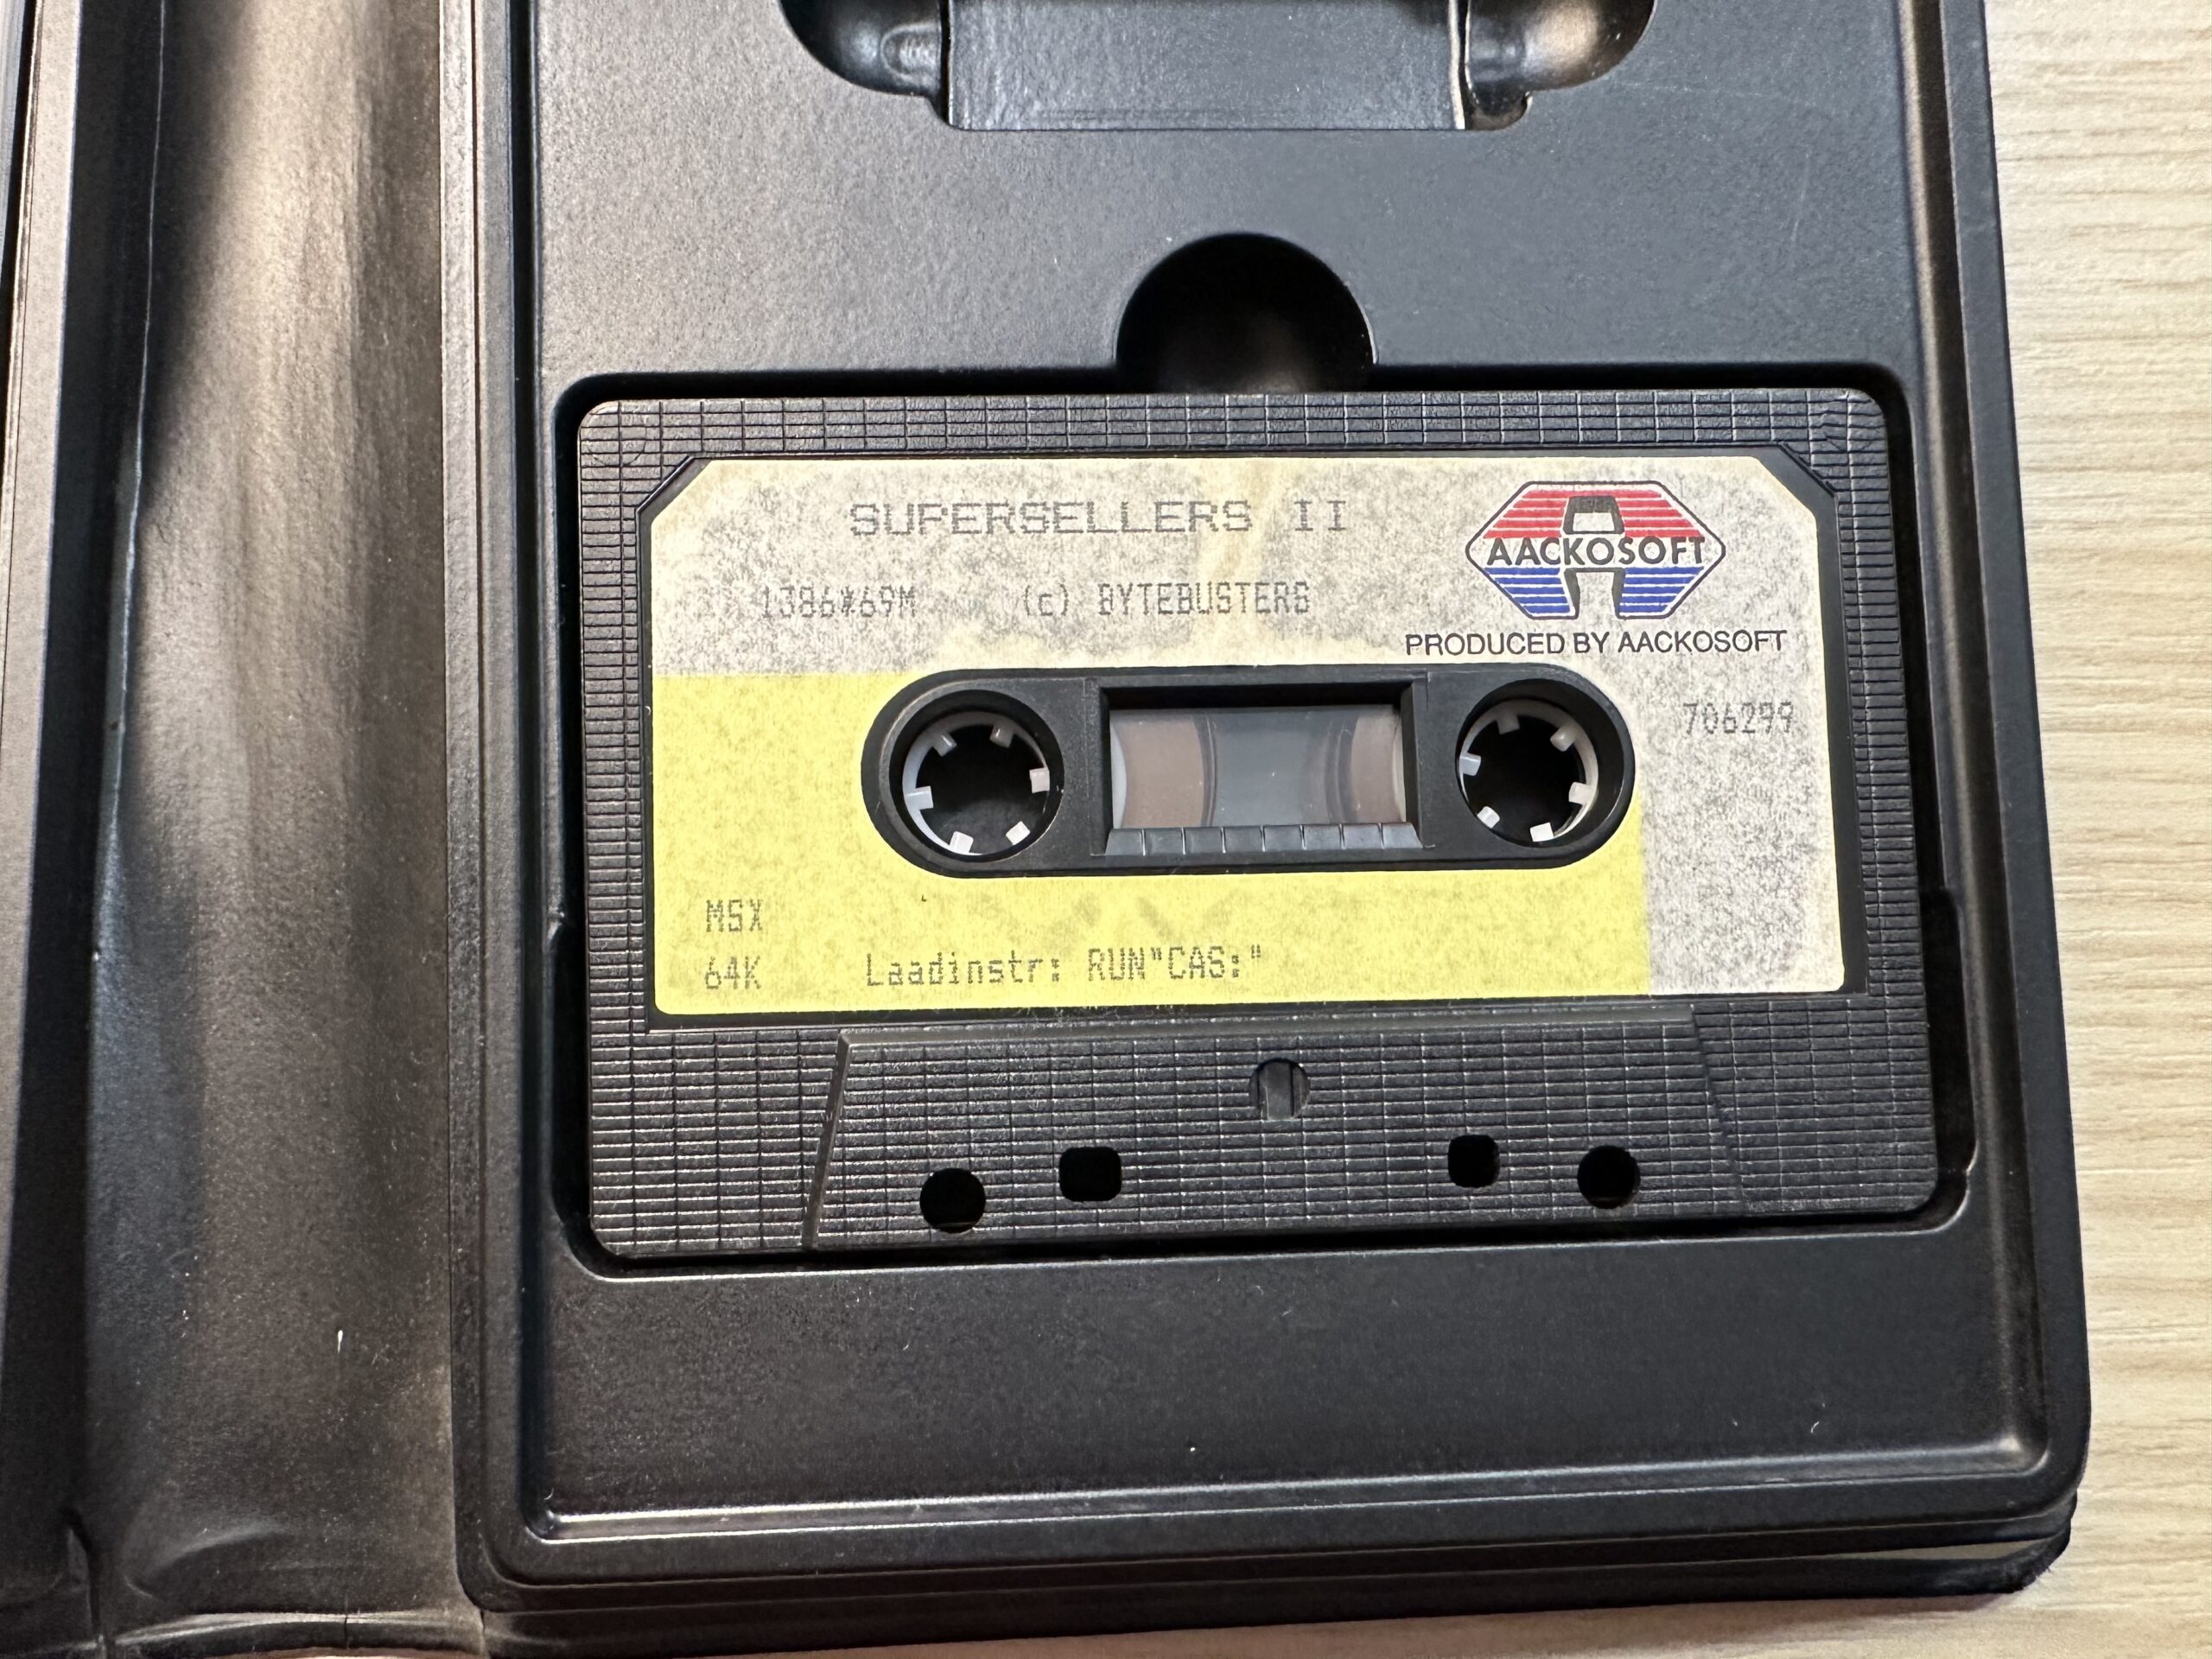 SUPERSELLERS II
AACKOSOFT
1386#69M (c) BYTEBUSTERS
PRODUCED BY AACKOSOFT
706299
MSX
64K Laadinstr: RUN"CAS:"